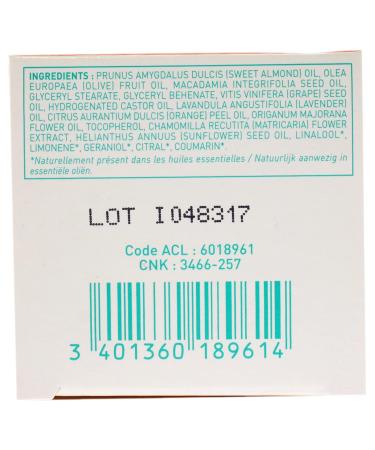 INGREDIENTS : PRUNUS AMYGDALUS DULCIS (SWEET ALMOND) OIL, OLEA
EUROPAEA (OLIVE) FRUIT OIL, MACADAMIA INTEGRIFOLIA SEED OIL,
GLYCERYL STEARATE, GLYCERYL BEHENATE, VITIS VINIFERA (GRAPE) SEED
OIL, HYDROGENATED CASTOR OIL, LAVANDULA ANGUSTIFOLIA (LAVENDER)
OIL, CITRUS AURANTIUM DULCIS (ORANGE) PEEL OIL, ORIGANUM MAJORANA
FLOWER OIL, TOCOPHEROL, CHAMOMILLA RECUTITA (MATRICARIA) FLOWER
EXTRACT, HELIANTHUS ANNUUS (SUNFLOWER) SEED OIL, LINALOOL*,
LIMONENE*, GERANIOL*, CITRAL*, COUMARIN*.
*Naturellement présent dans les huiles essentielles / Natuurlijk aanwezig in
essentiële oliën.
LOT I048317
Code ACL : 6018961
CNK : 3466-257
3 401360 189614